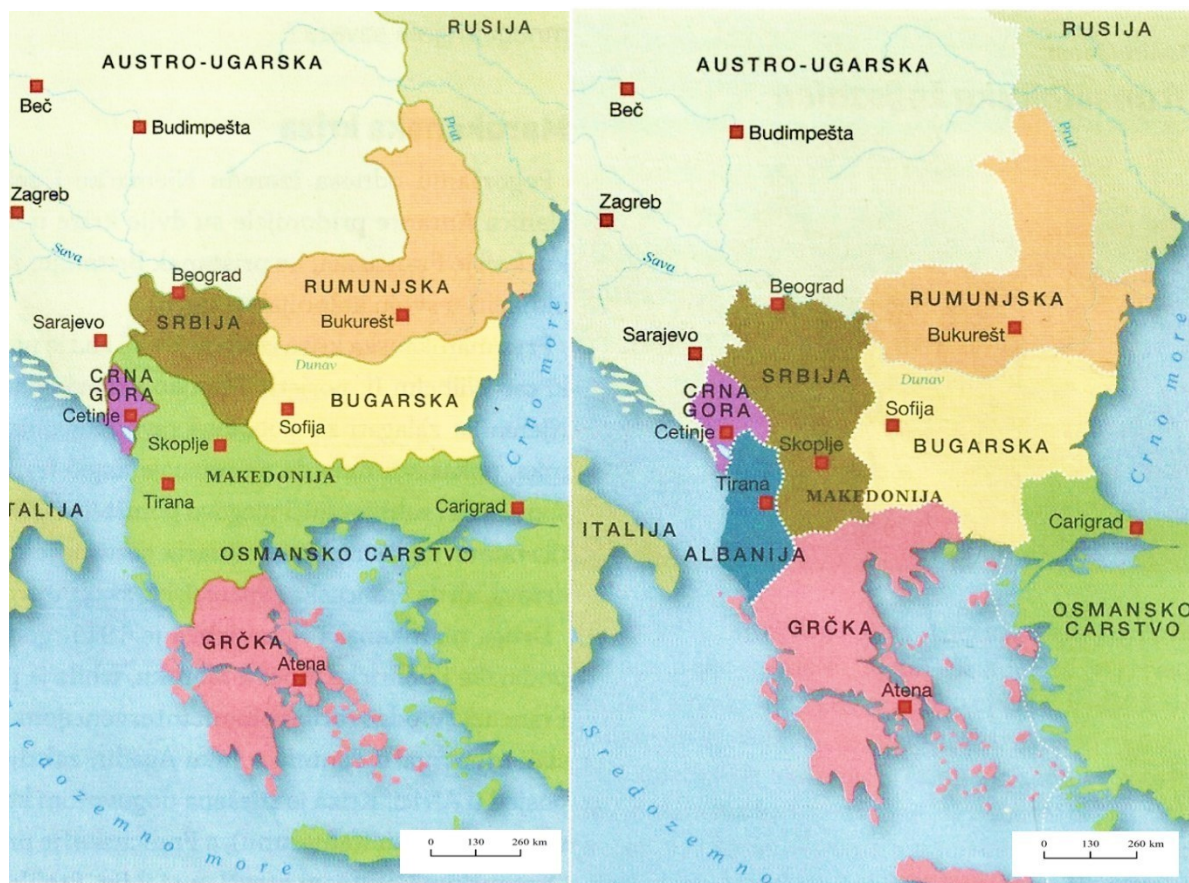 RUSIJA
AUSTRO-UGARSKA
Beč
Budimpešta
Prut
Zagreb
Sava
Beograd
RUMUNJSKA
SRBIJA
Bukurešt
Sarajevo
Dunav
CRNA
GORA
BUGARSKA
Cetinje
Sofija
Skoplje
Crno more
MAKEDONIJA
Tirana
Carigrad
TALIJA
OSMANSKO CARSTVO
GRČKA
Atena
redozemno more
0 130 260 km
RUSIJA
AUSTRO-UGARSKA
Beč
Budimpešta
Prut
Zagreb
Sava
Beograd
RUMUNJSKA
Bukurešt
Sarajevo
SRBIJA
Dunav
CRNA
GORA
Sofija
Cetinje
Skoplje
BUGARSKA
Crno more
Tirana
MAKEDONIJA
Carigrad
ITALIJA
ALBANIJA
OSMANSKO
CARSTVO
GRČKA
Atena
Sredozemno more
0 130 260 km